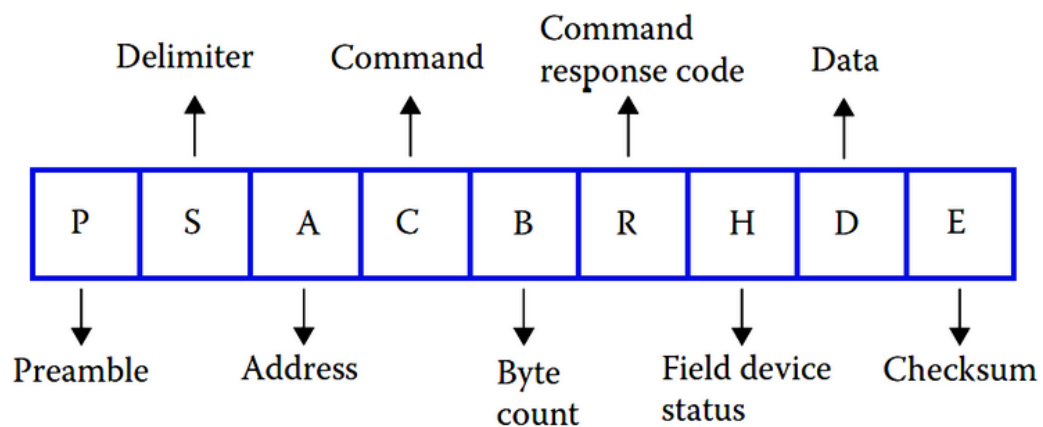 Delimiter
Command
Command
response code
Data
P S A C B R H D E
Preamble
Address
Byte
count
Field device
status
Checksum